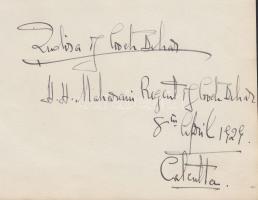 Indira of Cooch Behar
H. H. Maharani Regent of Cooch Behar
8th April 1929.
Calcutta.